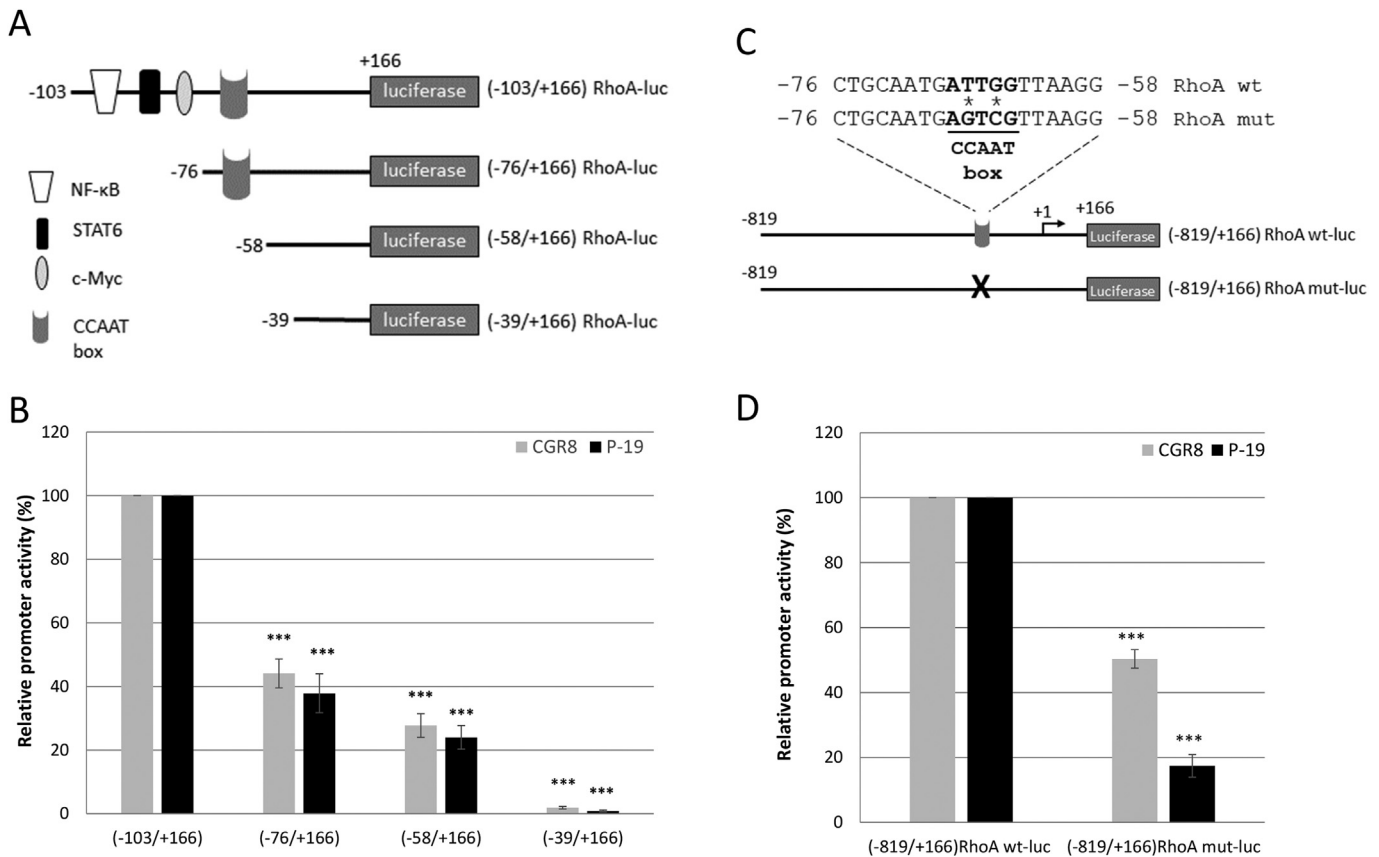 A
+166
-103
luciferase
(-103/+166) RhoA-luc
-76
luciferase
(-76/+166) RhoA-luc
NF-κB
STAT6
-58
luciferase
(-58/+166) RhoA-luc
c-Myc
-39
luciferase
(-39/+166) RhoA-luc
CCAAT
box
B
Relative promoter activity (%)
120
100
80
60
40
20
0
CGR8
P-19
***
***
***
***
***
***
(-103/+166)
(-76/+166)
(-58/+166)
(-39/+166)
C
-76 CTGCAATGATTGGTTAAGG -58 RhoA wt
* *
-76 CTGCAATGAGTCGTTAAGG -58 RhoA mut
CCAAT
box
-819
+1
+166
Luciferase
(-819/+166) RhoA wt-luc
-819
X
Luciferase
(-819/+166) RhoA mut-luc
D
Relative promoter activity (%)
120
100
80
60
40
20
0
CGR8
P-19
***
***
(-819/+166)RhoA wt-luc
(-819/+166)RhoA mut-luc